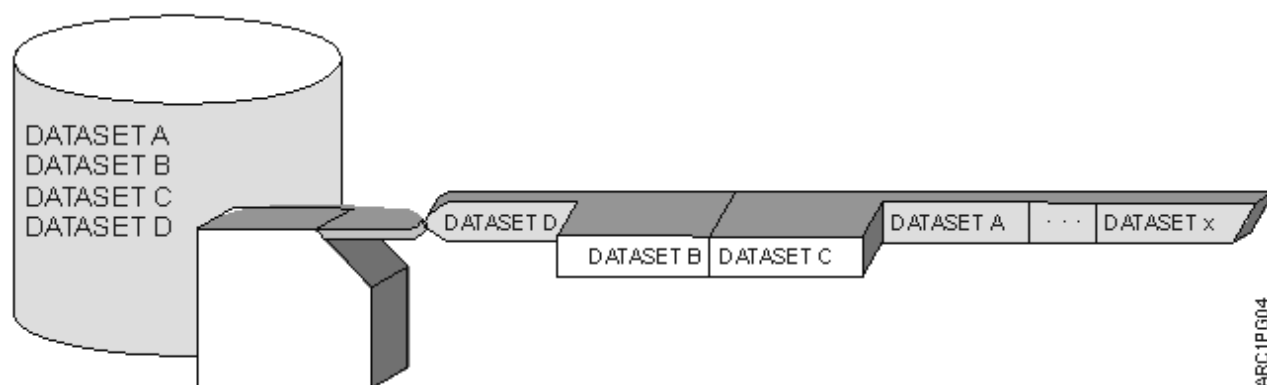 DATASET A
DATASET B
DATASET C
DATASET D
DATASET D
DATASET B
DATASET C
DATASET A
. . .
DATASET x
ARC1PG04